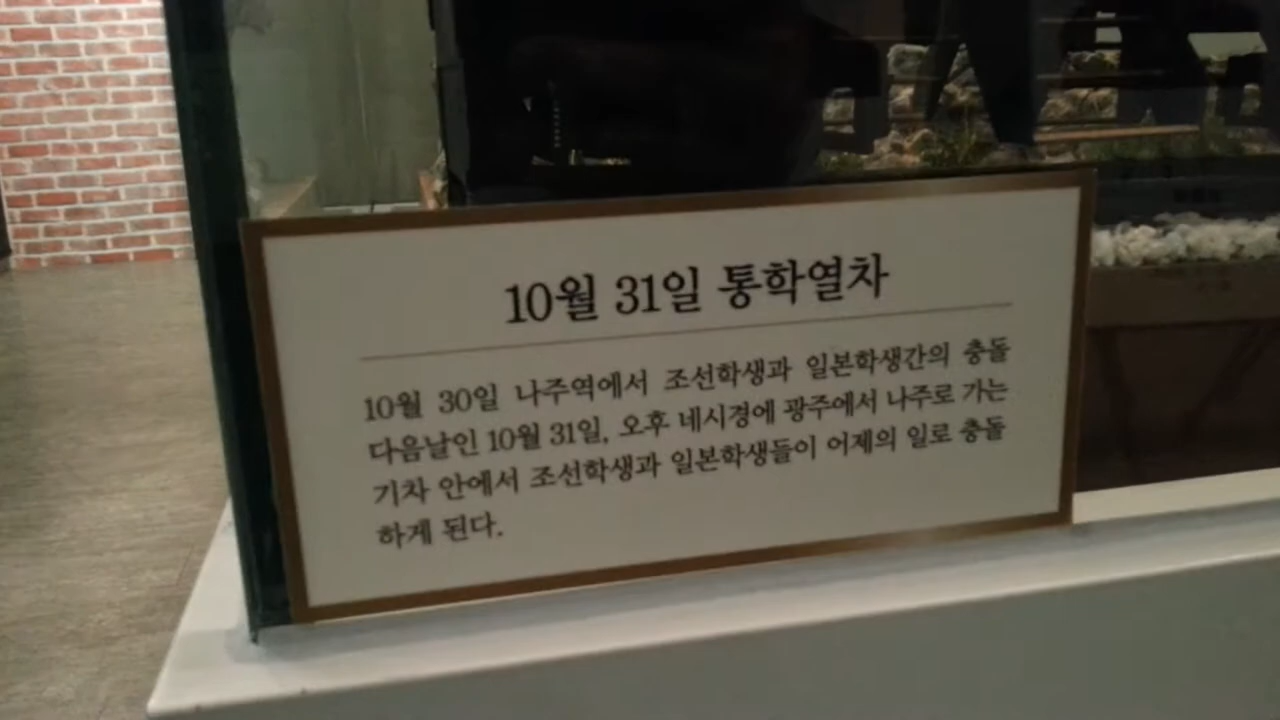 10월 31일 통학열차
10월 30일 나주역에서 조선학생과 일본학생간의 충돌
다음날인 10월 31일, 오후 네시경에 광주에서 나주로 가는
기차 안에서 조선학생과 일본학생들이 어제의 일로 충돌
하게 된다.